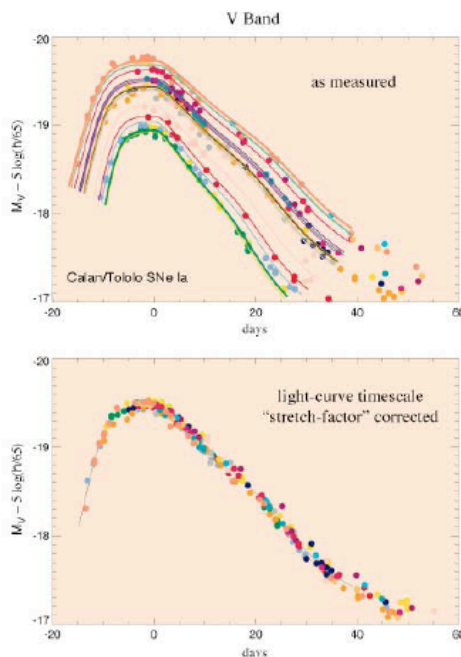 V Band
-20
as measured
-19
M_V – 5 log(h/65)
-18
Calan/Tololo SNe Ia
-17
-20 0 20 40 60
days
-20
light-curve timescale
“stretch-factor” corrected
-19
M_V – 5 log(h/65)
-18
-17
-20 0 20 40 60
days